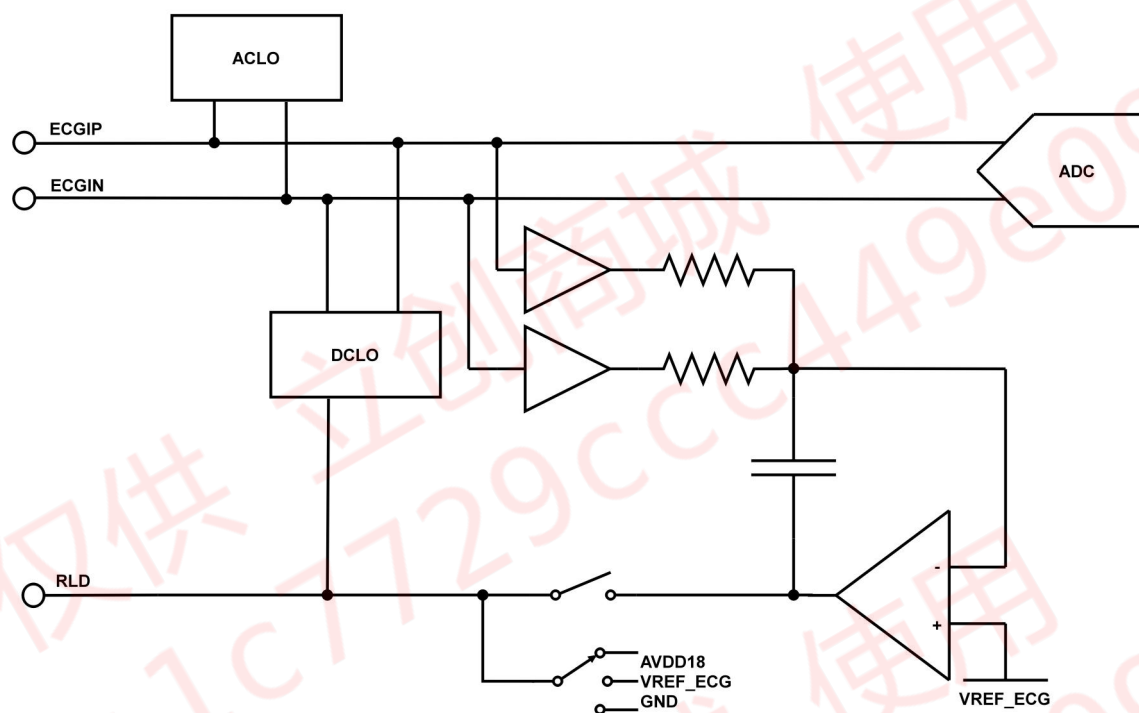 ACLO
ECGIP
ECGIN
ADC
DCLO
RLD
-
+
AVDD18
VREF_ECG
GND
VREF_ECG
仅供 立创商城 使用
1c7729ccc449e09
使用